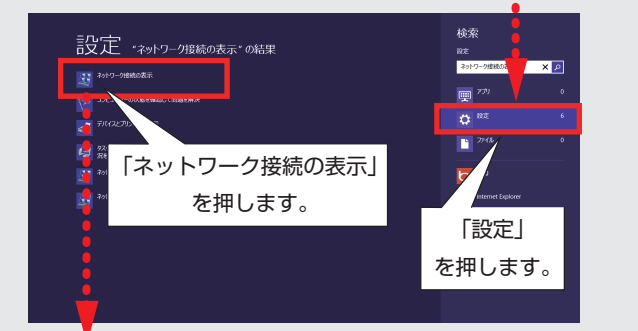 設定 "ネットワーク接続の表示" の結果
ネットワーク接続の表示
デバイスとプリン
「ネットワーク接続の表示」
を押します。
検索
設定
ネットワーク接続の
アプリ 0
設定 6
ファイル 0
Internet Explorer
「設定」
を押します。